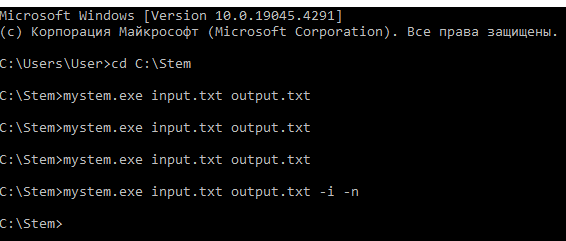 Microsoft Windows [Version 10.0.19045.4291]
(c) Корпорация Майкрософт (Microsoft Corporation). Все права защищены.
C:\Users\User>cd C:\Stem
C:\Stem>mystem.exe input.txt output.txt
C:\Stem>mystem.exe input.txt output.txt
C:\Stem>mystem.exe input.txt output.txt
C:\Stem>mystem.exe input.txt output.txt -i -n
C:\Stem>